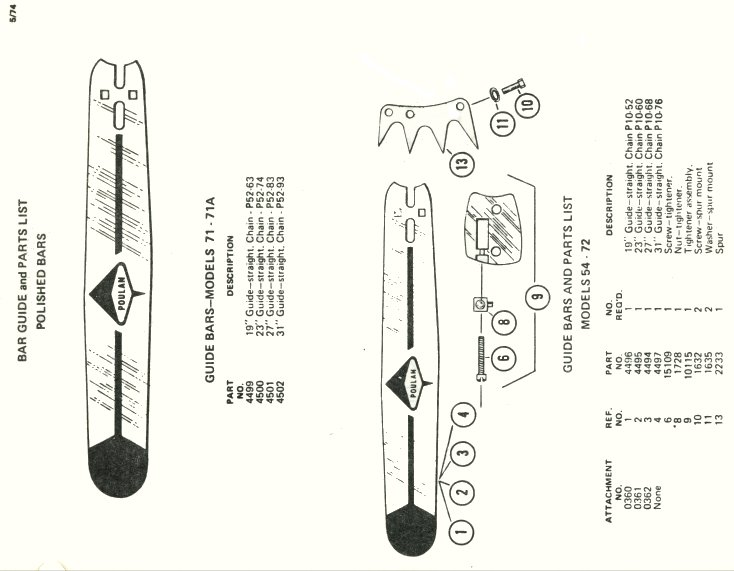 5/74
BAR GUIDE and PARTS LIST
POLISHED BARS
POULAN
GUIDE BARS—MODELS 71 - 71A
PART NO. DESCRIPTION
4499 19" Guide—straight. Chain - P52-63
4500 23" Guide—straight. Chain - P52-74
4501 27" Guide—straight. Chain - P52-83
4502 31" Guide—straight. Chain - P52-93
13
11
10
POULAN
1
2
3
4
6
8
9
GUIDE BARS AND PARTS LIST
MODELS 54 - 72
ATTACHMENT NO. REF. NO. PART NO. NO. REQ'D. DESCRIPTION
0360 1 4496 1 19" Guide—straight. Chain P10-52
0361 2 4495 1 23" Guide—straight. Chain P10-60
0362 3 4494 1 27" Guide—straight. Chain P10-68
None 4 4497 1 31" Guide—straight. Chain P10-76
6 15109 1 Screw—tightener.
*8 1728 1 Nut—tightener.
9 10115 1 Tightener assembly.
10 1632 2 Screw—spur mount
11 1635 2 Washer—spur mount
13 2233 1 Spur